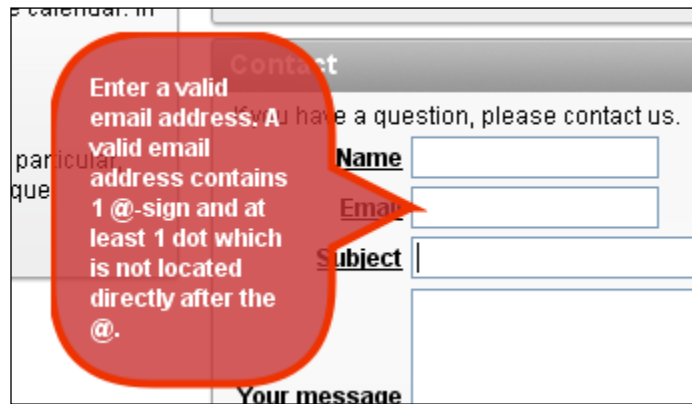 e calendar. In
particular,
que
Enter a valid
email address. A
valid email
address contains
1 @-sign and at
least 1 dot which
is not located
directly after the
@.
Contact
If you have a question, please contact us.
Name
Email
Subject
Your message